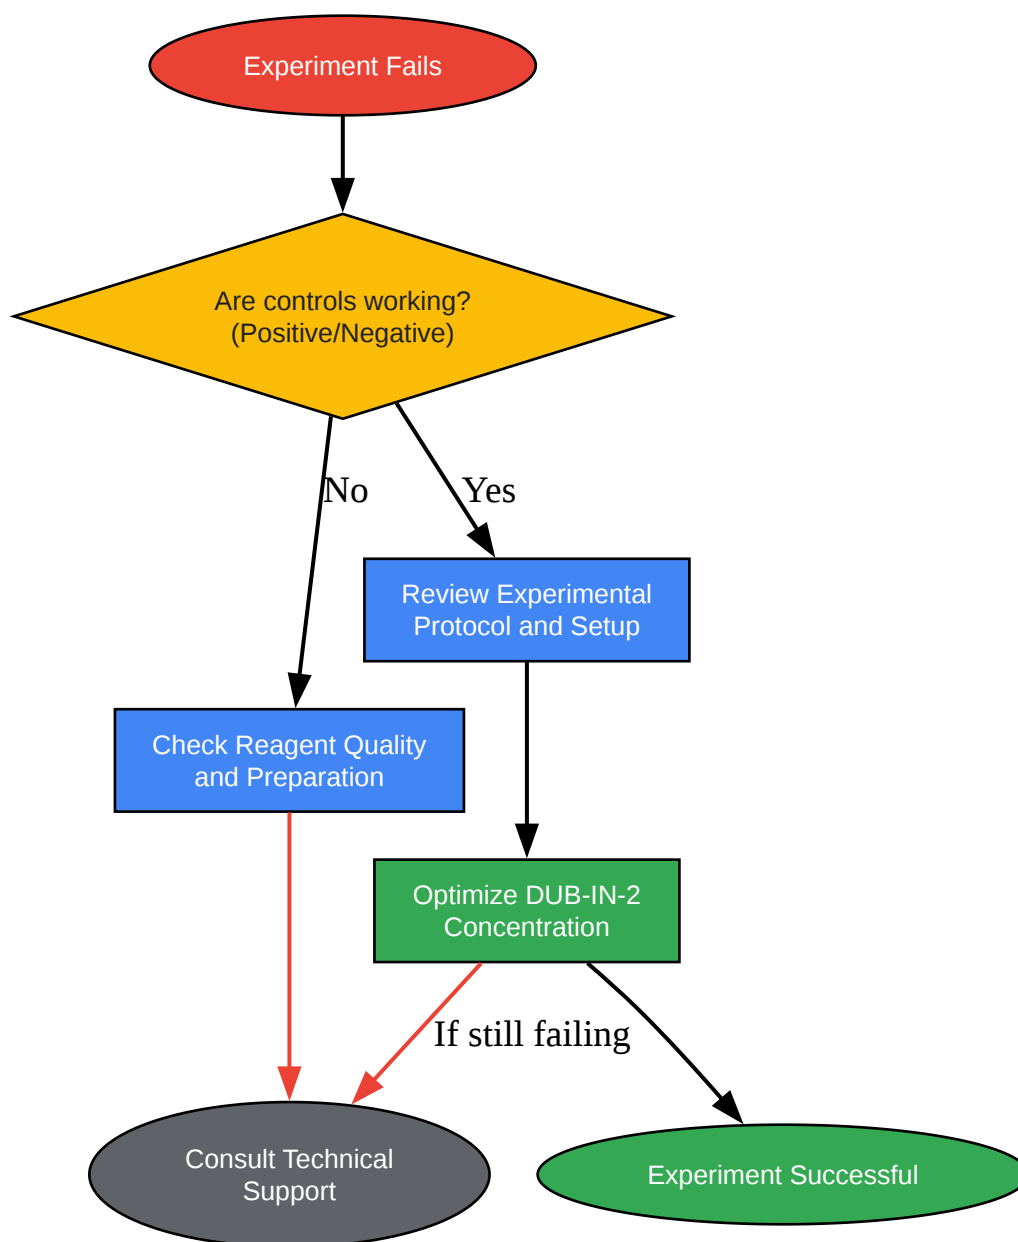 Experiment Fails
Are controls working?
(Positive/Negative)
No
Yes
Review Experimental
Protocol and Setup
Check Reagent Quality
and Preparation
Optimize DUB-IN-2
Concentration
If still failing
Consult Technical
Support
Experiment Successful